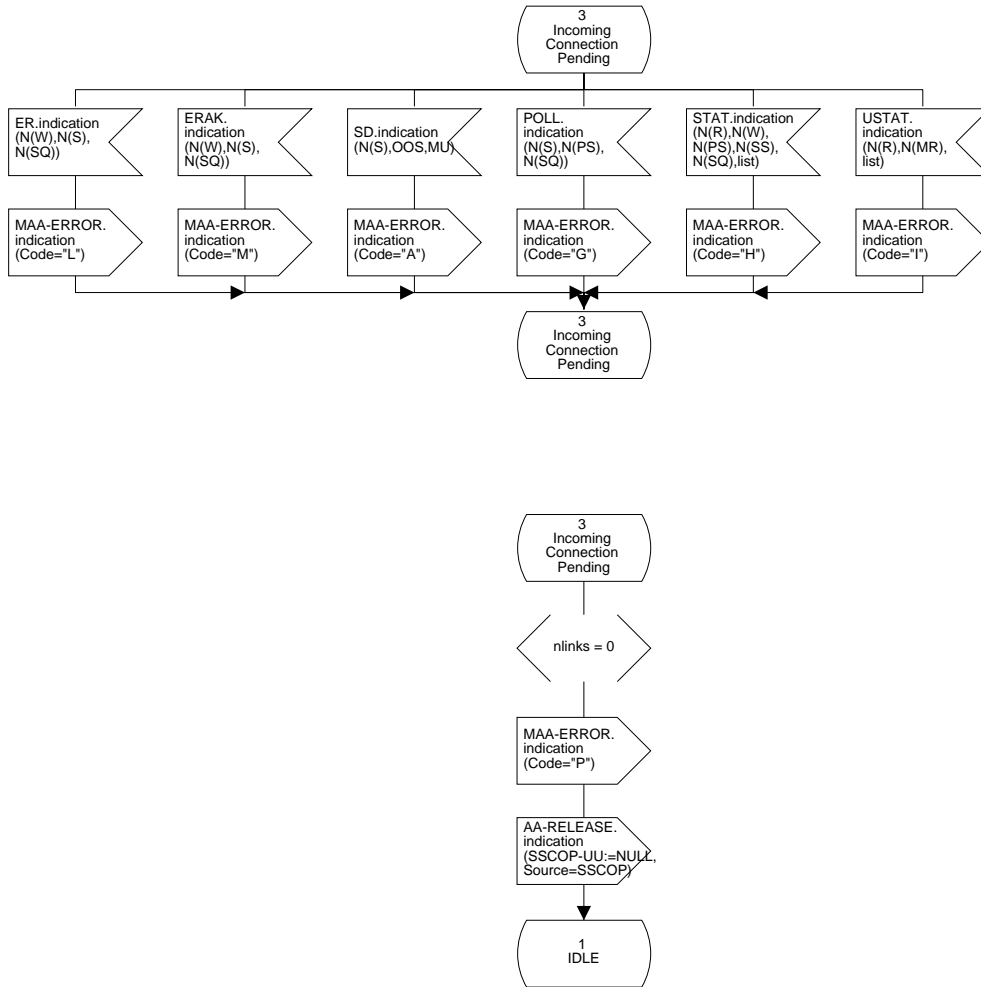 3
Incoming
Connection
Pending
ER.indication
(N(W),N(S),
N(SQ))
ERAK.
indication
(N(W),N(S),
N(SQ))
SD.indication
(N(S),OOS,MU)
POLL.
indication
(N(S),N(PS),
N(SQ))
STAT.indication
(N(R),N(W),
N(PS),N(SS),
N(SQ),list)
USTAT.
indication
(N(R),N(MR),
list)
MAA-ERROR.
indication
(Code="L")
MAA-ERROR.
indication
(Code="M")
MAA-ERROR.
indication
(Code="A")
MAA-ERROR.
indication
(Code="G")
MAA-ERROR.
indication
(Code="H")
MAA-ERROR.
indication
(Code="I")
3
Incoming
Connection
Pending
3
Incoming
Connection
Pending
nlinks = 0
MAA-ERROR.
indication
(Code="P")
AA-RELEASE.
indication
(SSCOP-UU:=NULL,
Source=SSCOP)
1
IDLE